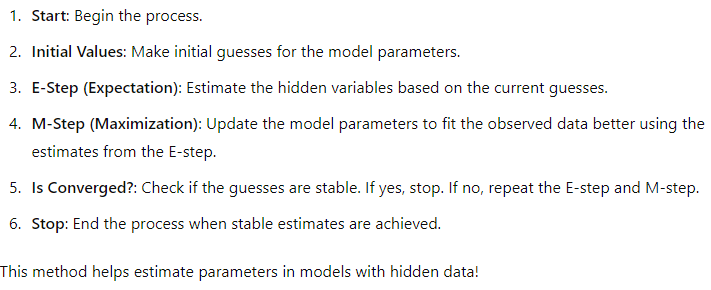 1. Start: Begin the process.
2. Initial Values: Make initial guesses for the model parameters.
3. E-Step (Expectation): Estimate the hidden variables based on the current guesses.
4. M-Step (Maximization): Update the model parameters to fit the observed data better using the
estimates from the E-step.
5. Is Converged?: Check if the guesses are stable. If yes, stop. If no, repeat the E-step and M-step.
6. Stop: End the process when stable estimates are achieved.
This method helps estimate parameters in models with hidden data!